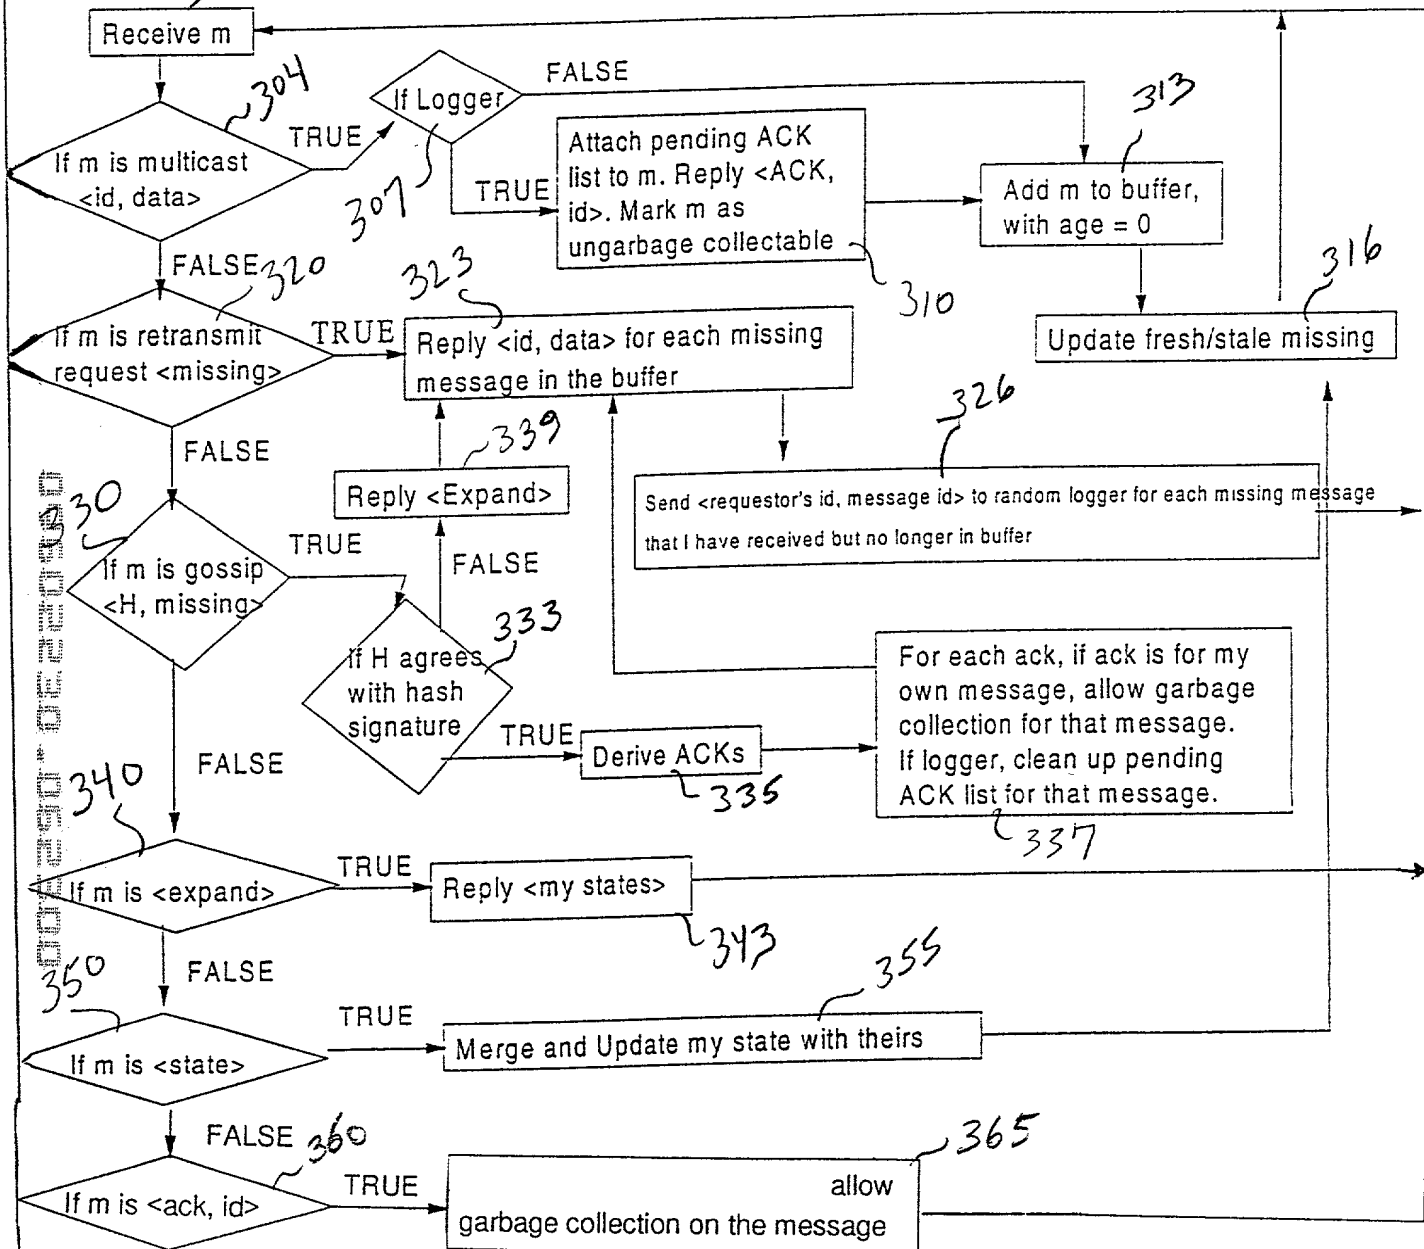 Receive m
304
If m is multicast
<id, data>
TRUE
If Logger
307
FALSE
TRUE
Attach pending ACK
list to m. Reply <ACK,
id>. Mark m as
ungarbage collectable
310
313
Add m to buffer,
with age = 0
316
Update fresh/stale missing
FALSE
320
If m is retransmit
request <missing>
TRUE
323
Reply <id, data> for each missing
message in the buffer
326
Send <requestor's id, message id> to random logger for each missing message
that I have received but no longer in buffer
FALSE
330
If m is gossip
<H, missing>
TRUE
339
Reply <Expand>
FALSE
333
If H agrees
with hash
signature
TRUE
Derive ACKs
335
For each ack, if ack is for my
own message, allow garbage
collection for that message.
If logger, clean up pending
ACK list for that message.
337
FALSE
340
If m is <expand>
TRUE
Reply <my states>
343
FALSE
350
If m is <state>
TRUE
355
Merge and Update my state with theirs
FALSE
360
If m is <ack, id>
TRUE
365
allow
garbage collection on the message